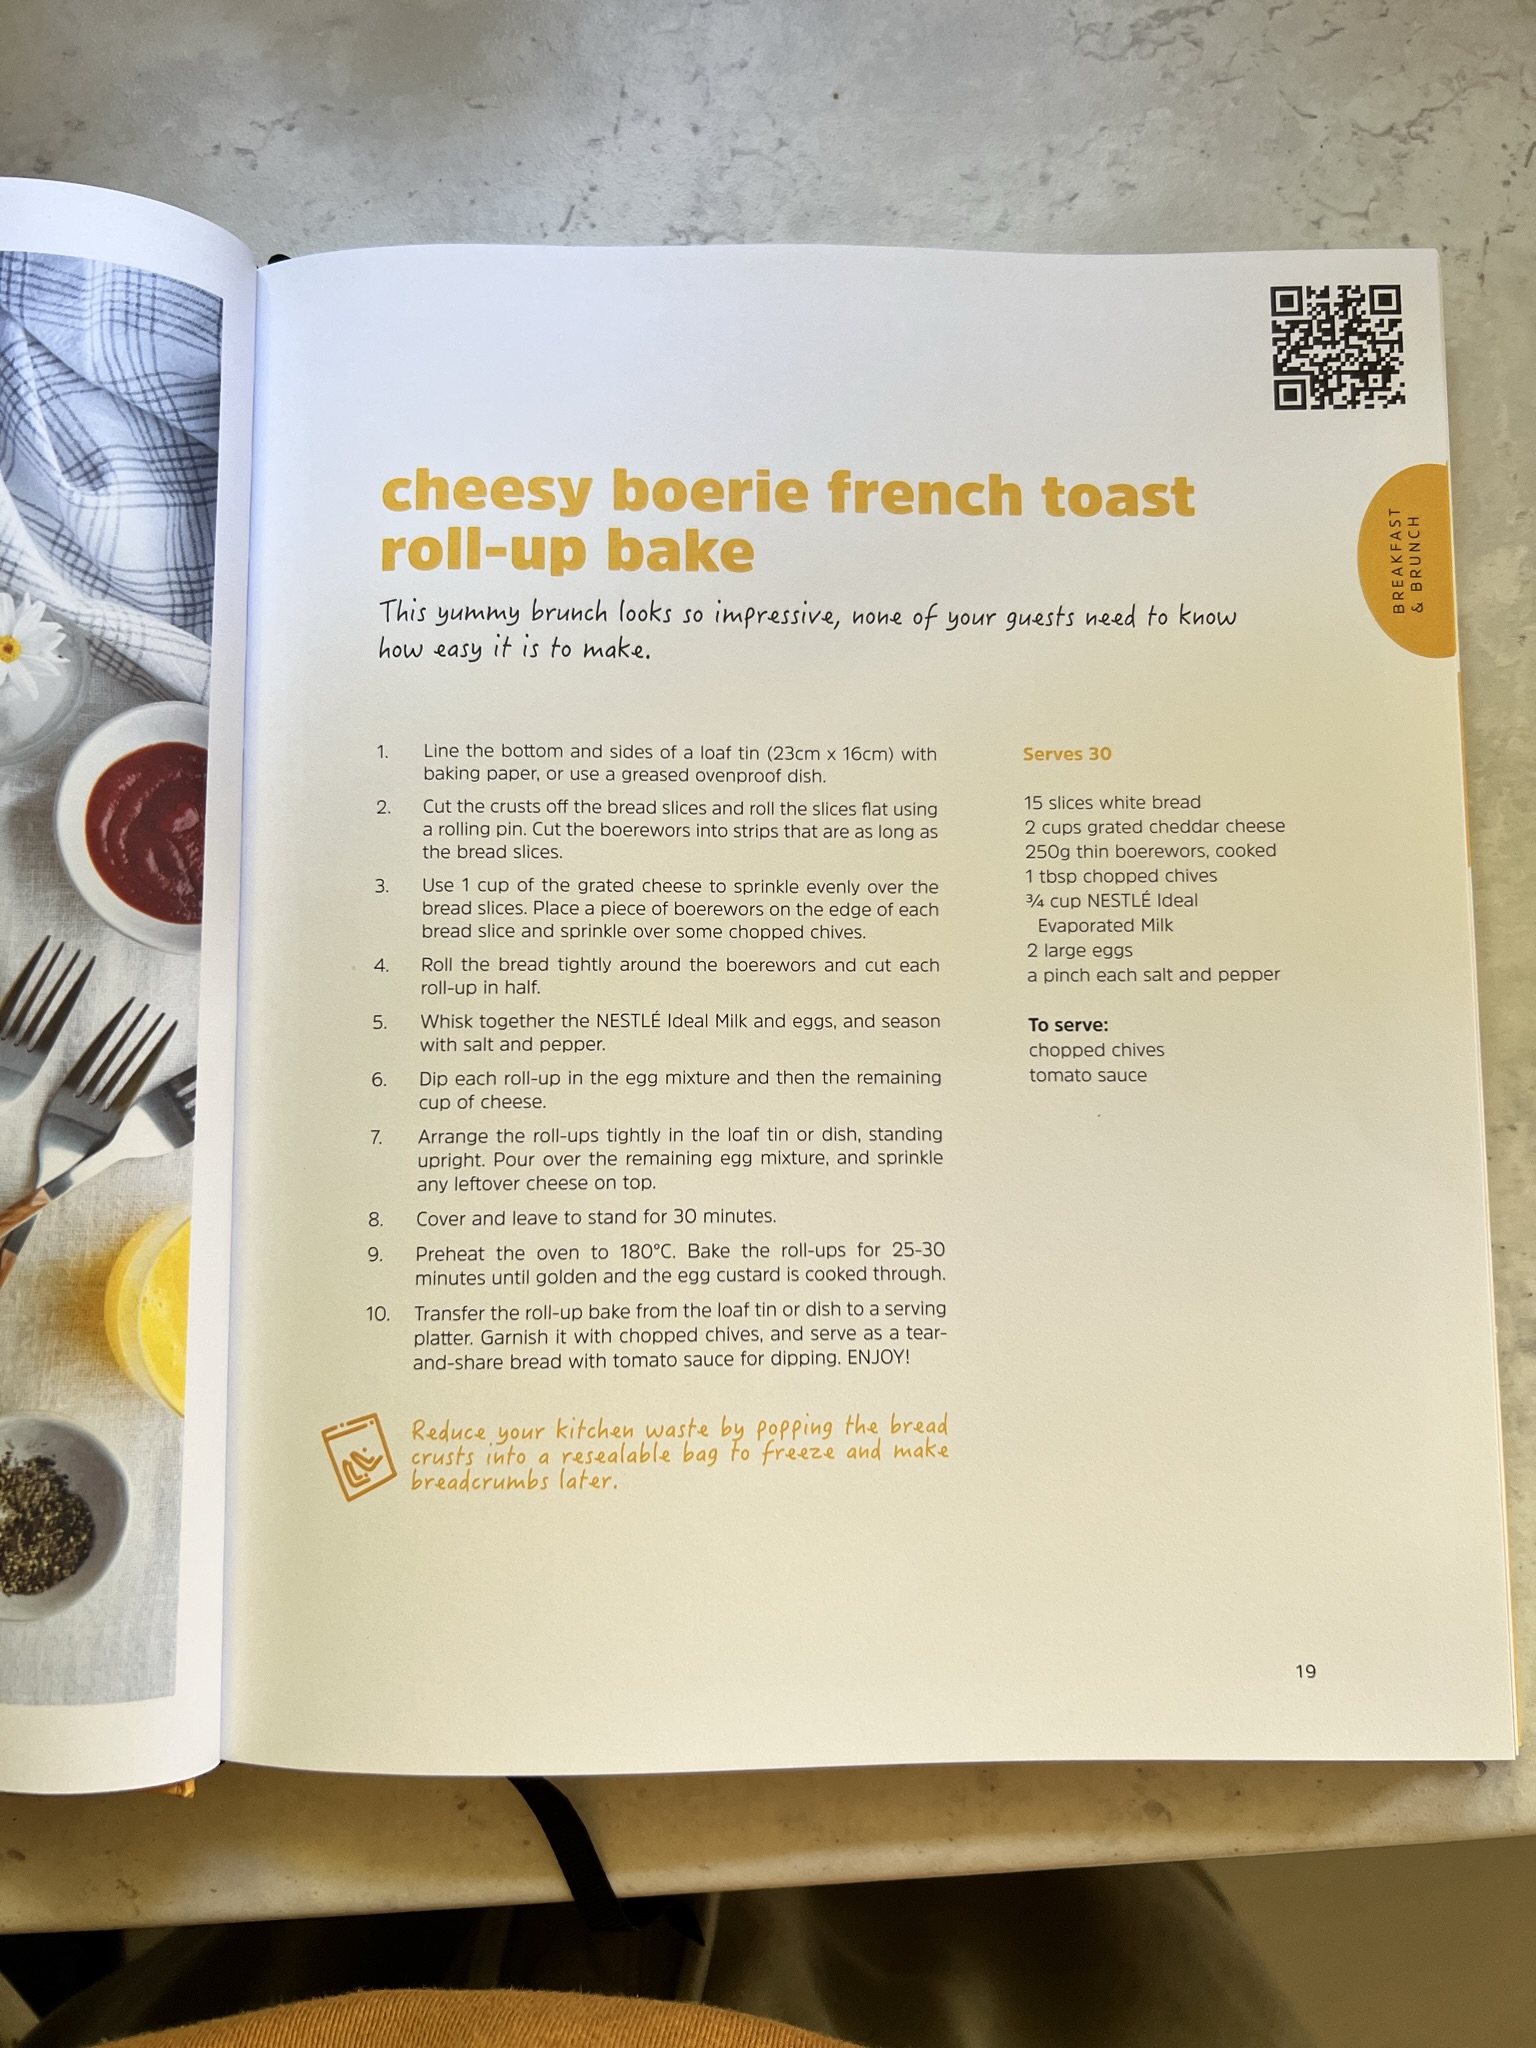 cheesy boerie french toast
roll-up bake
This yummy brunch looks so impressive, none of your guests need to know
how easy it is to make.
BREAKFAST
& BRUNCH
1. Line the bottom and sides of a loaf tin (23cm x 16cm) with
baking paper, or use a greased ovenproof dish.
2. Cut the crusts off the bread slices and roll the slices flat using
a rolling pin. Cut the boerewors into strips that are as long as
the bread slices.
3. Use 1 cup of the grated cheese to sprinkle evenly over the
bread slices. Place a piece of boerewors on the edge of each
bread slice and sprinkle over some chopped chives.
4. Roll the bread tightly around the boerewors and cut each
roll-up in half.
5. Whisk together the NESTLÉ Ideal Milk and eggs, and season
with salt and pepper.
6. Dip each roll-up in the egg mixture and then the remaining
cup of cheese.
7. Arrange the roll-ups tightly in the loaf tin or dish, standing
upright. Pour over the remaining egg mixture, and sprinkle
any leftover cheese on top.
8. Cover and leave to stand for 30 minutes.
9. Preheat the oven to 180°C. Bake the roll-ups for 25-30
minutes until golden and the egg custard is cooked through.
10. Transfer the roll-up bake from the loaf tin or dish to a serving
platter. Garnish it with chopped chives, and serve as a tear-
and-share bread with tomato sauce for dipping. ENJOY!
Reduce your kitchen waste by popping the bread
crusts into a resealable bag to freeze and make
breadcrumbs later.
Serves 30
15 slices white bread
2 cups grated cheddar cheese
250g thin boerewors, cooked
1 tbsp chopped chives
¾ cup NESTLÉ Ideal
Evaporated Milk
2 large eggs
a pinch each salt and pepper
To serve:
chopped chives
tomato sauce
19